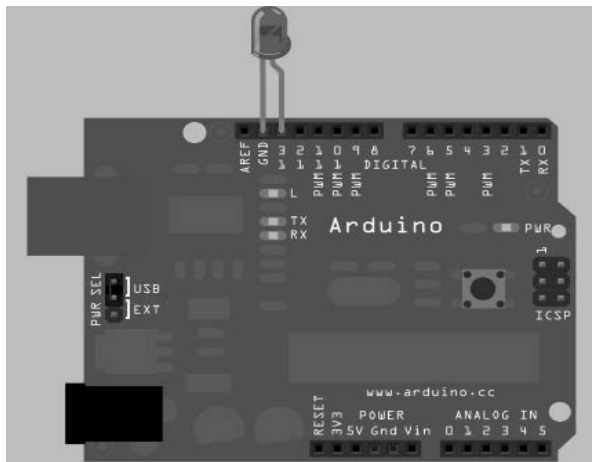 AREF
GND
13
12
11
10
9
8
7
6
5
4
3
2
1
0
PWM
PWM
PWM
PWM
PWM
PWM
TX
RX
DIGITAL
L
TX
RX
Arduino
PWR
1
PWR SEL
USB
EXT
ICSP
www.arduino.cc
POWER
ANALOG IN
RESET
3V3
5V Gnd Vin
0 1 2 3 4 5